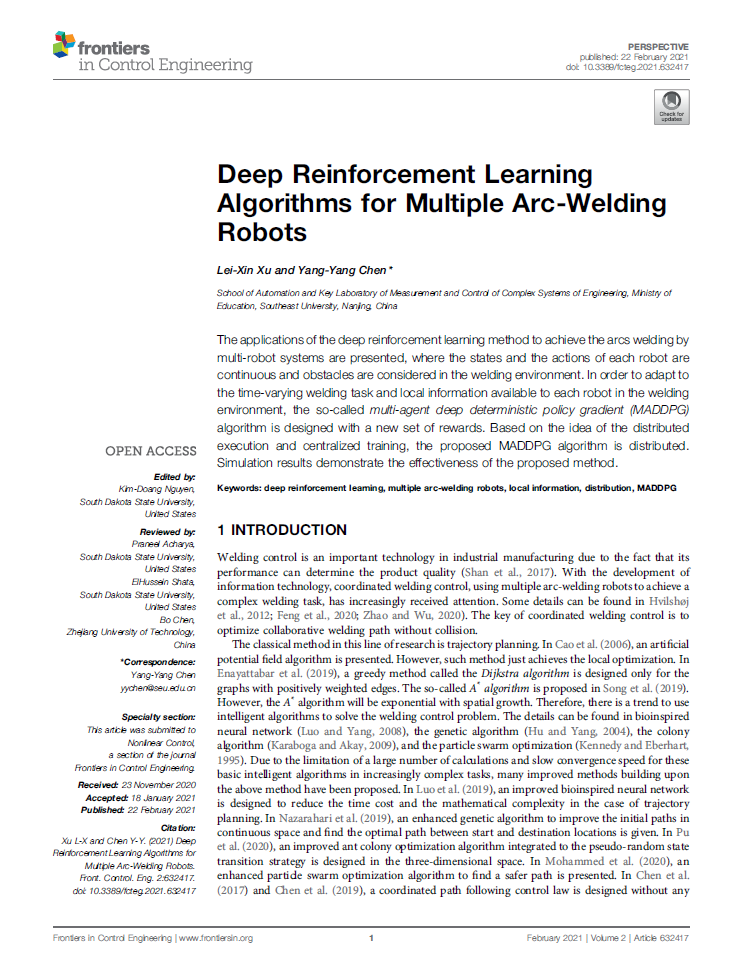 frontiers
in Control Engineering
PERSPECTIVE
published: 22 February 2021
doi: 10.3389/fcteg.2021.632417
Check for
updates
Deep Reinforcement Learning
Algorithms for Multiple Arc-Welding
Robots
Lei-Xin Xu and Yang-Yang Chen*
School of Automation and Key Laboratory of Measurement and Control of Complex Systems of Engineering, Ministry of
Education, Southeast University, Nanjing, China
The applications of the deep reinforcement learning method to achieve the arcs welding by
multi-robot systems are presented, where the states and the actions of each robot are
continuous and obstacles are considered in the welding environment. In order to adapt to
the time-varying welding task and local information available to each robot in the welding
environment, the so-called multi-agent deep deterministic policy gradient (MADDPG)
algorithm is designed with a new set of rewards. Based on the idea of the distributed
execution and centralized training, the proposed MADDPG algorithm is distributed.
Simulation results demonstrate the effectiveness of the proposed method.
Keywords: deep reinforcement learning, multiple arc-welding robots, local information, distribution, MADDPG
OPEN ACCESS
Edited by:
Kim-Doang Nguyen,
South Dakota State University,
United States
Reviewed by:
Praneel Acharya,
South Dakota State University,
United States
ElHussein Shata,
South Dakota State University,
United States
Bo Chen,
Zhejiang University of Technology,
China
*Correspondence:
Yang-Yang Chen
yychen@seu.edu.cn
Specialty section:
This article was submitted to
Nonlinear Control,
a section of the journal
Frontiers in Control Engineering.
Received: 23 November 2020
Accepted: 18 January 2021
Published: 22 February 2021
Citation:
Xu L-X and Chen Y-Y. (2021) Deep
Reinforcement Learning Algorithms for
Multiple Arc-Welding Robots.
Front. Control. Eng. 2:632417.
doi: 10.3389/fcteg.2021.632417
1 INTRODUCTION
Welding control is an important technology in industrial manufacturing due to the fact that its
performance can determine the product quality (Shan et al., 2017). With the development of
information technology, coordinated welding control, using multiple arc-welding robots to achieve a
complex welding task, has increasingly received attention. Some details can be found in Hvilshøj
et al., 2012; Feng et al., 2020; Zhao and Wu, 2020). The key of coordinated welding control is to
optimize collaborative welding path without collision.
The classical method in this line of research is trajectory planning. In Cao et al. (2006), an artificial
potential field algorithm is presented. However, such method just achieves the local optimization. In
Enayattabar et al. (2019), a greedy method called the Dijkstra algorithm is designed only for the
graphs with positively weighted edges. The so-called A* algorithm is proposed in Song et al. (2019).
However, the A* algorithm will be exponential with spatial growth. Therefore, there is a trend to use
intelligent algorithms to solve the welding control problem. The details can be found in bioinspired
neural network (Luo and Yang, 2008), the genetic algorithm (Hu and Yang, 2004), the colony
algorithm (Karaboga and Akay, 2009), and the particle swarm optimization (Kennedy and Eberhart,
1995). Due to the limitation of a large number of calculations and slow convergence speed for these
basic intelligent algorithms in increasingly complex tasks, many improved methods building upon
the above method have been proposed. In Luo et al. (2019), an improved bioinspired neural network
is designed to reduce the time cost and the mathematical complexity in the case of trajectory
planning. In Nazarahari et al. (2019), an enhanced genetic algorithm to improve the initial paths in
continuous space and find the optimal path between start and destination locations is given. In Pu
et al. (2020), an improved ant colony optimization algorithm integrated to the pseudo-random state
transition strategy is designed in the three-dimensional space. In Mohammed et al. (2020), an
enhanced particle swarm optimization algorithm to find a safer path is presented. In Chen et al.
(2017) and Chen et al. (2019), a coordinated path following control law is designed without any
Frontiers in Control Engineering | www.frontiersin.org
1
February 2021 | Volume 2 | Article 632417